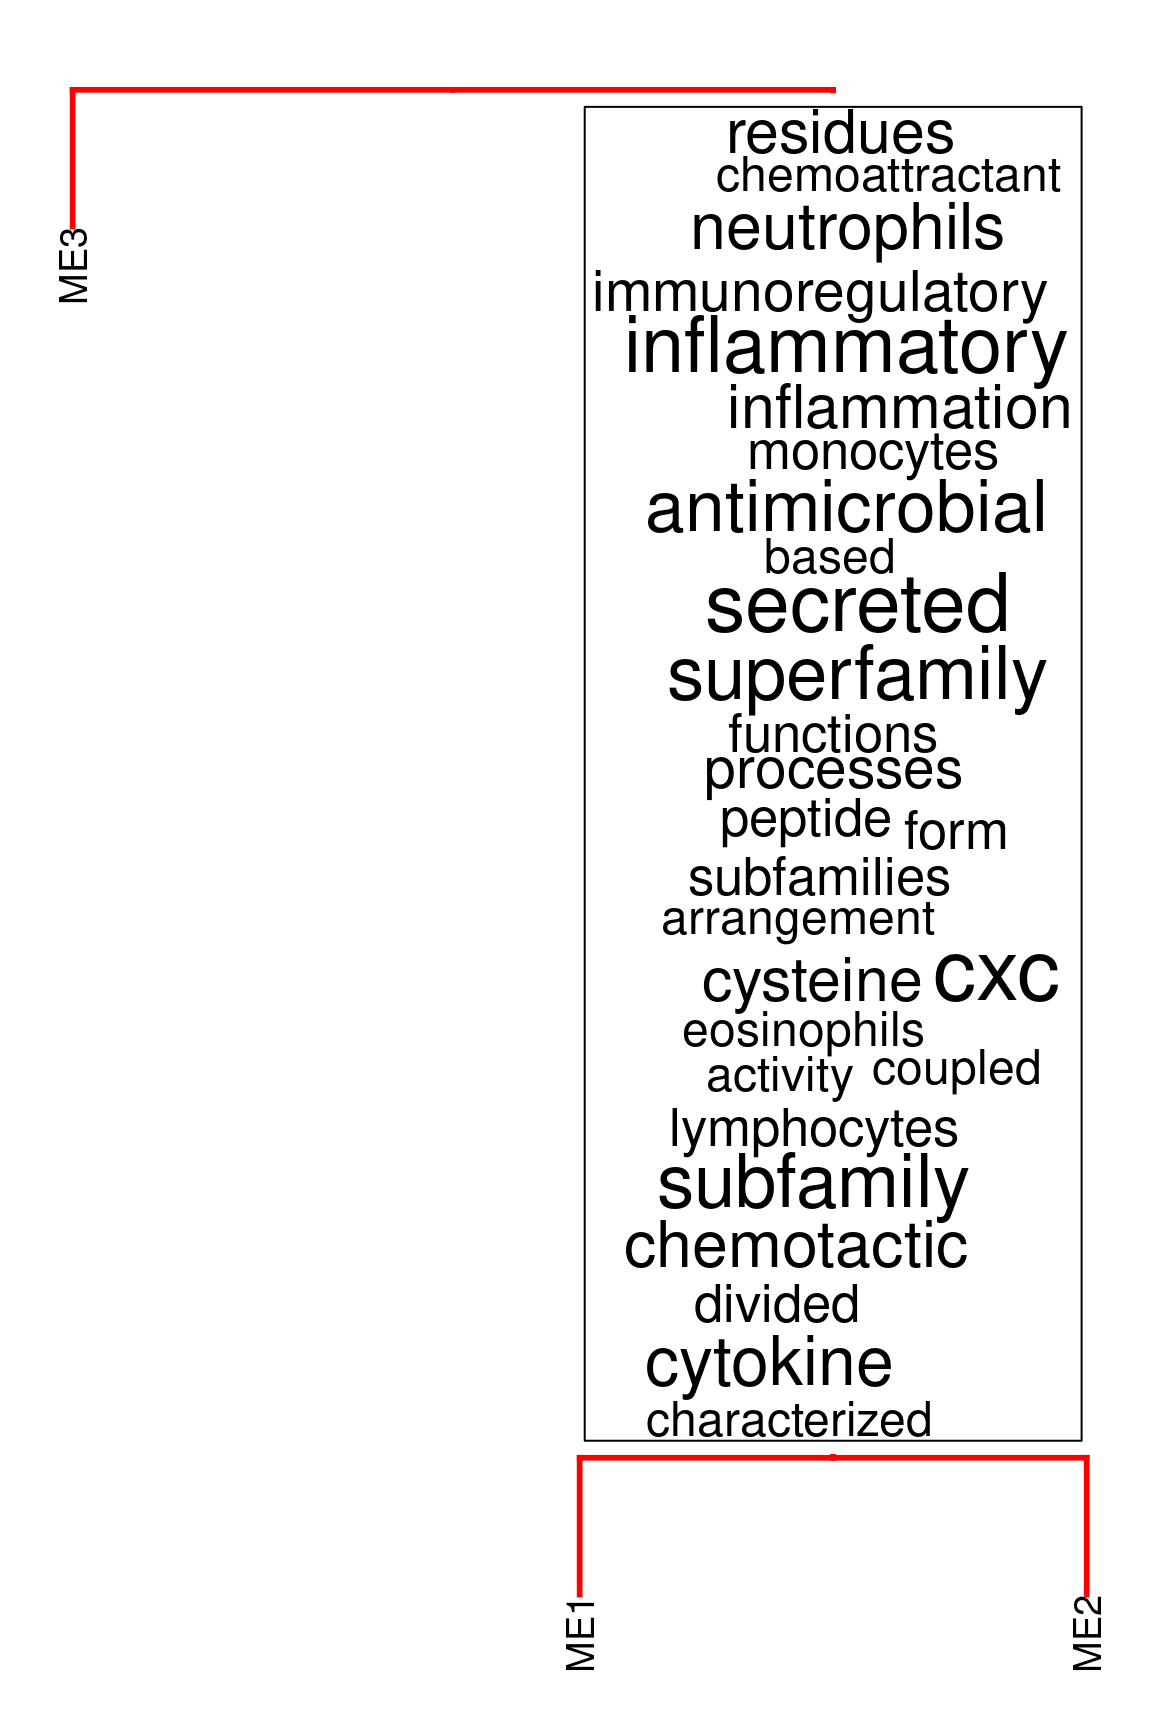 residues
chemoattractant
neutrophils
ME3
immunoregulatory
inflammatory
inflammation
monocytes
antimicrobial
based
secreted
superfamily
functions
processes
peptide form
subfamilies
arrangement
cysteine cxc
eosinophils
activity coupled
lymphocytes
subfamily
chemotactic
divided
cytokine
characterized
ME1 ME2